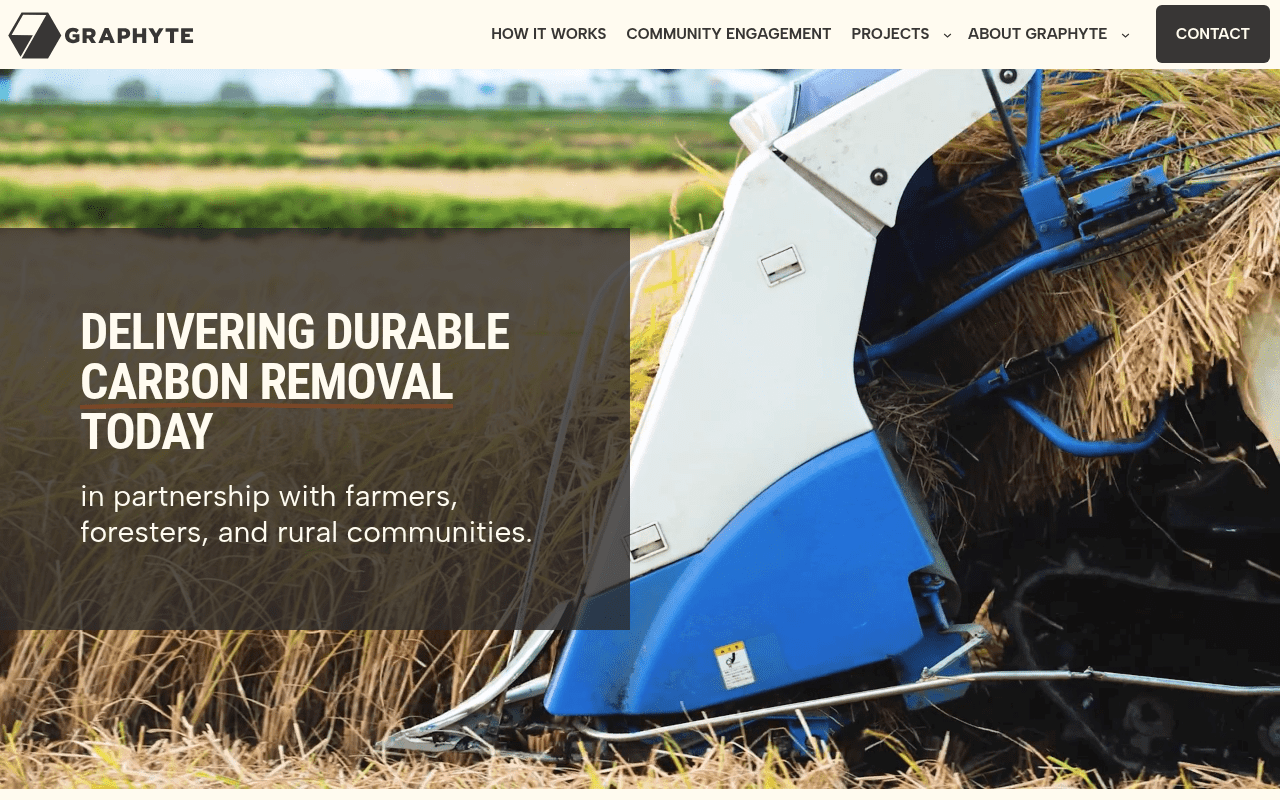 GRAPHYTE
HOW IT WORKS
COMMUNITY ENGAGEMENT
PROJECTS
ABOUT GRAPHYTE
CONTACT
DELIVERING DURABLE
CARBON REMOVAL
TODAY
in partnership with farmers,
foresters, and rural communities.